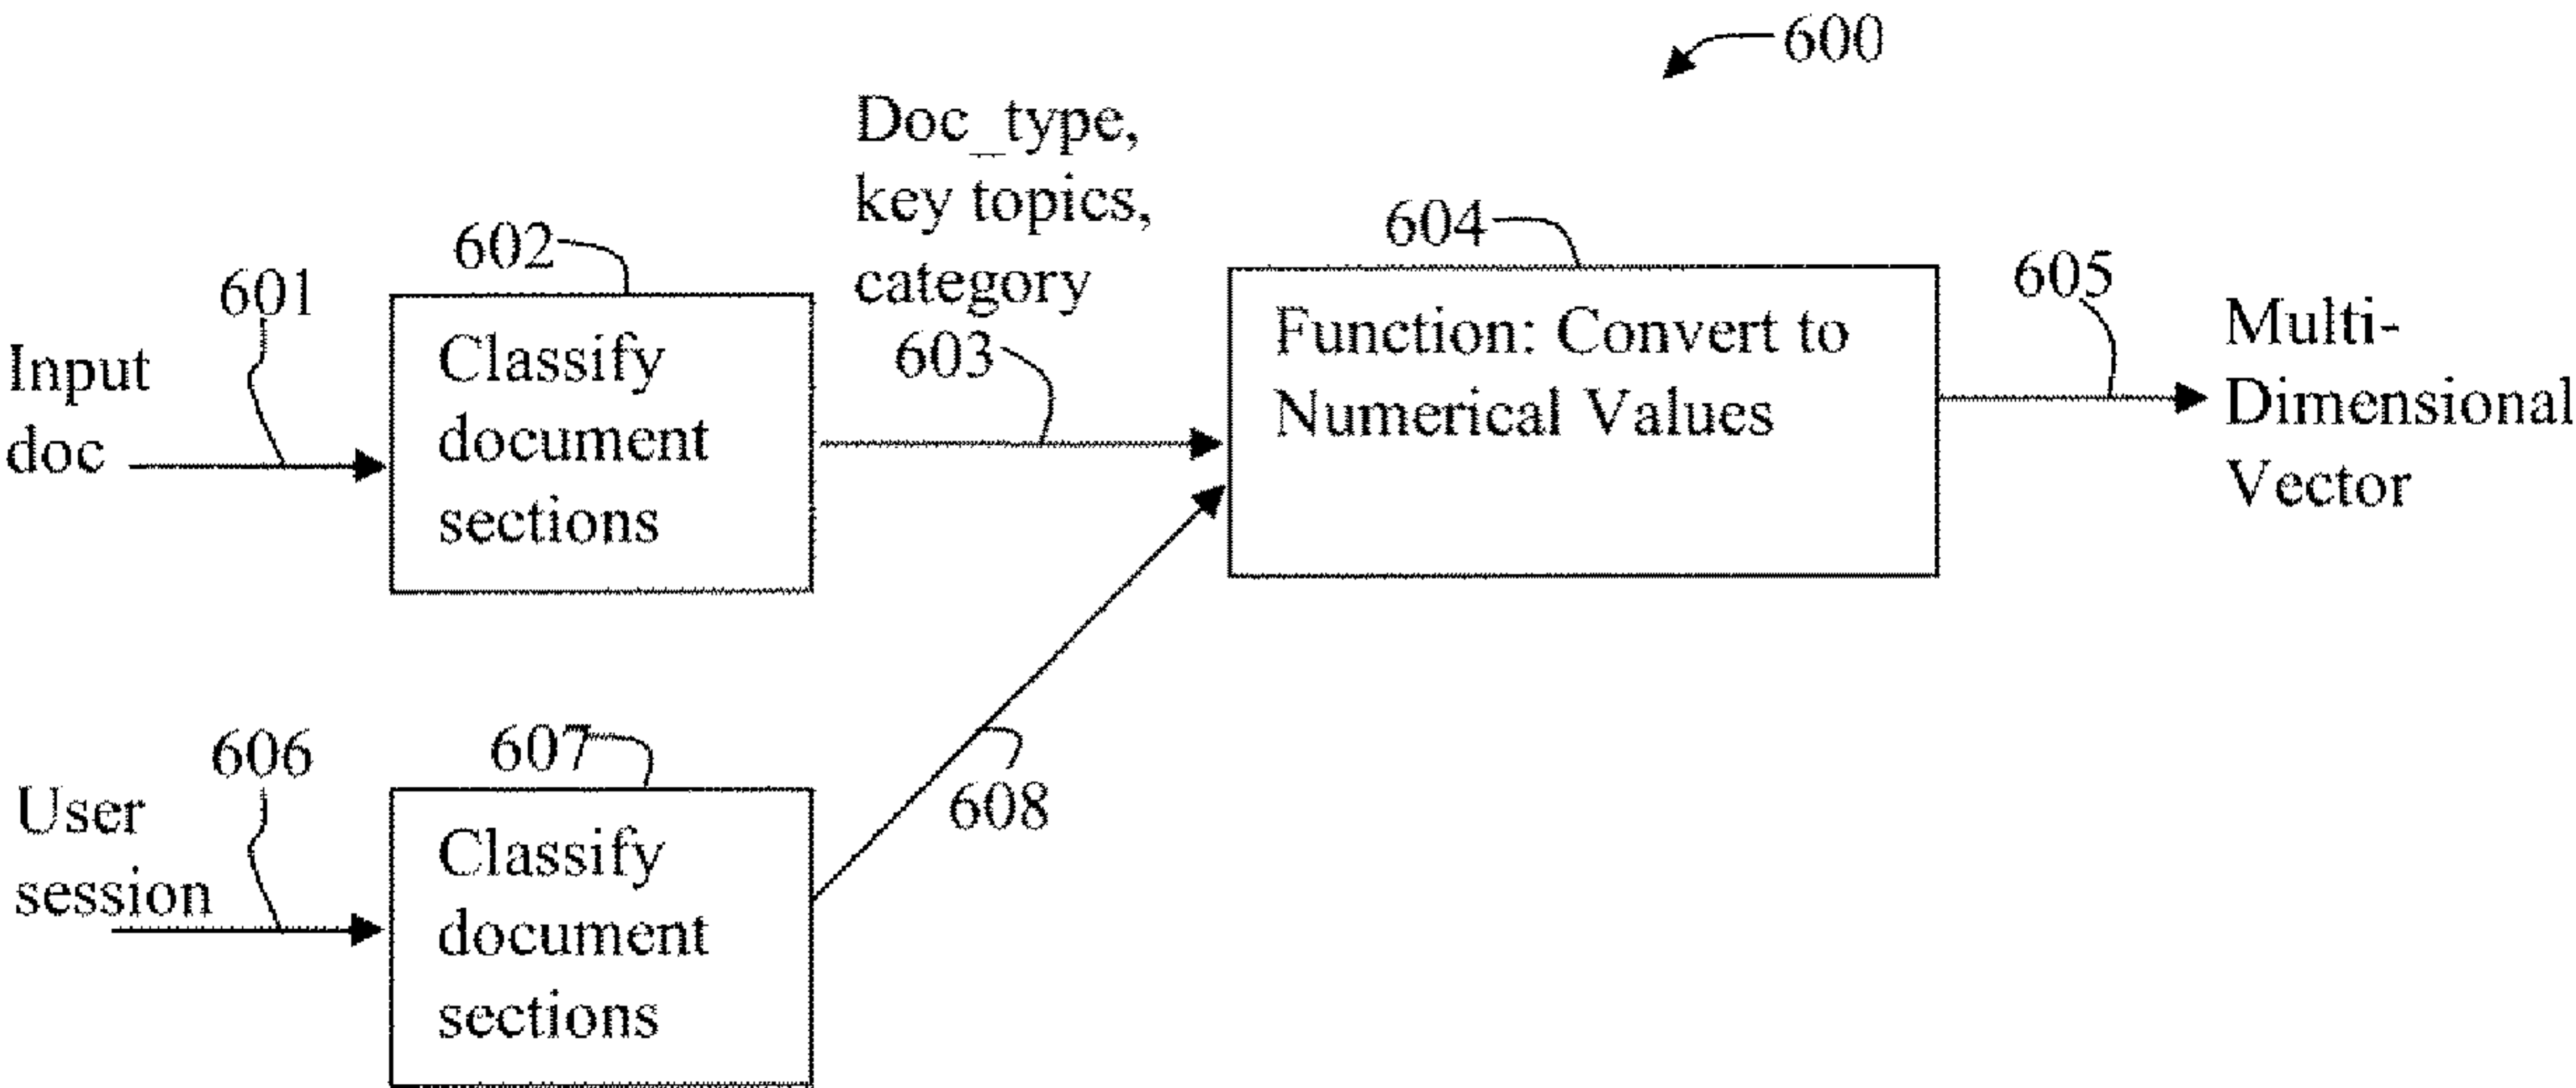 600
Doc_type,
key topics,
category
603
602
601
Input
doc
Classify
document
sections
604
Function: Convert to
Numerical Values
605
Multi-
Dimensional
Vector
606
User
session
607
Classify
document
sections
608